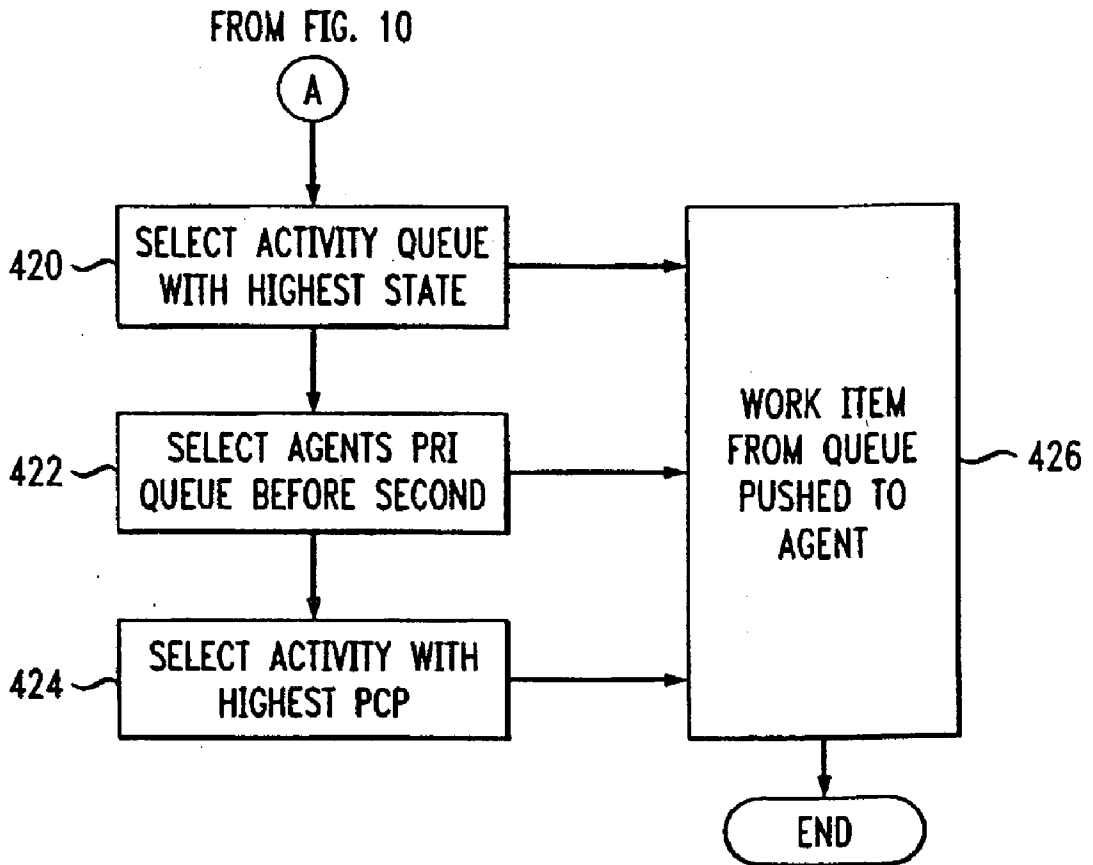 FROM FIG. 10
A
420
SELECT ACTIVITY QUEUE
WITH HIGHEST STATE
422
SELECT AGENTS PRI
QUEUE BEFORE SECOND
424
SELECT ACTIVITY WITH
HIGHEST PCP
WORK ITEM
FROM QUEUE
PUSHED TO
AGENT
426
END